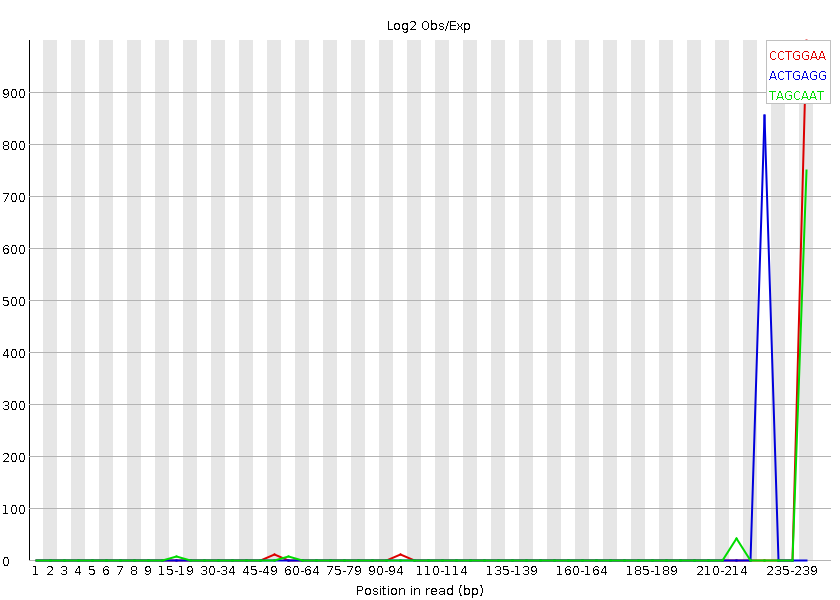 Log2 Obs/Exp
CCTGGAA
ACTGAGG
TAGCAAT
900
800
700
600
500
400
300
200
100
0
1 2 3 4 5 6 7 8 9 15-19 30-34 45-49 60-64 75-79 90-94 110-114 135-139 160-164 185-189 210-214 235-239
Position in read (bp)